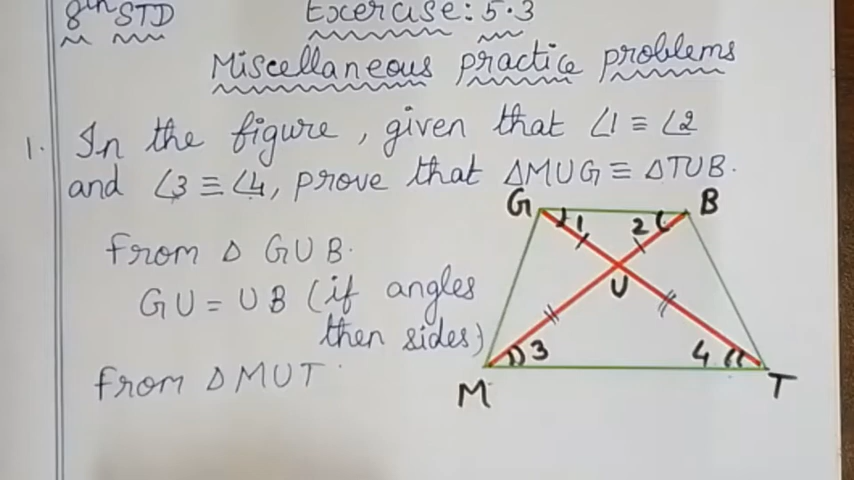 8th STD
Exercise: 5.3
Miscellaneous practice problems
1. In the figure, given that ∠1 ≡ ∠2
and ∠3 ≡ ∠4, prove that ΔMUG ≡ ΔTUB.
G
B
1
2
from Δ GUB.
GU = UB (if angles
then sides)
U
3
4
from Δ MUT
M
T